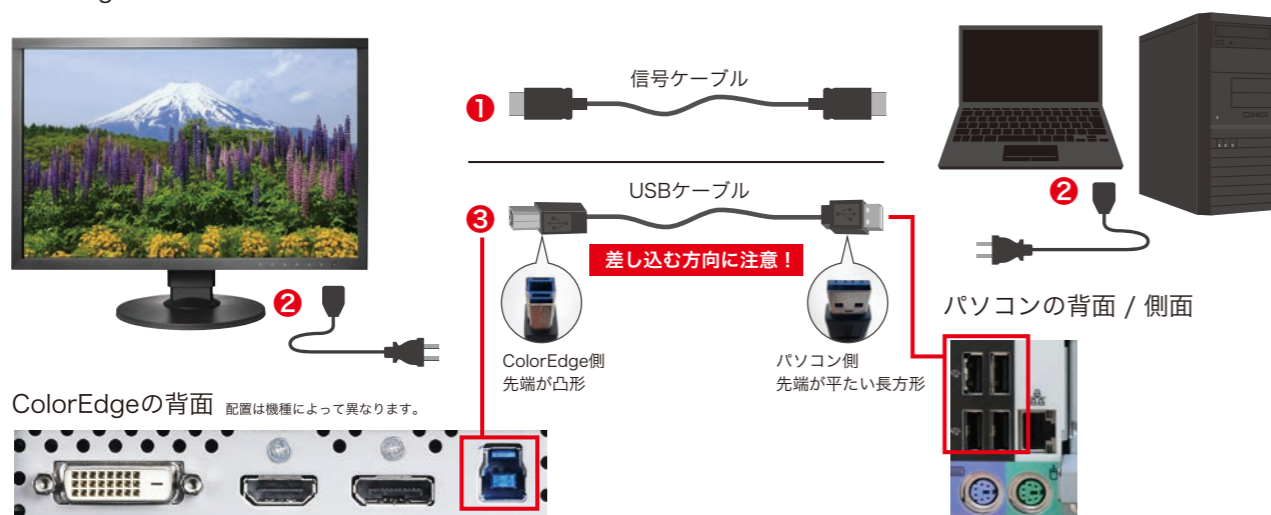 ❶
信号ケーブル
❷
USBケーブル
❸
差し込む方向に注意！
❷
ColorEdge側
先端が凸形
パソコン側
先端が平たい長方形
パソコンの背面 / 側面
ColorEdgeの背面 配置は機種によって異なります。